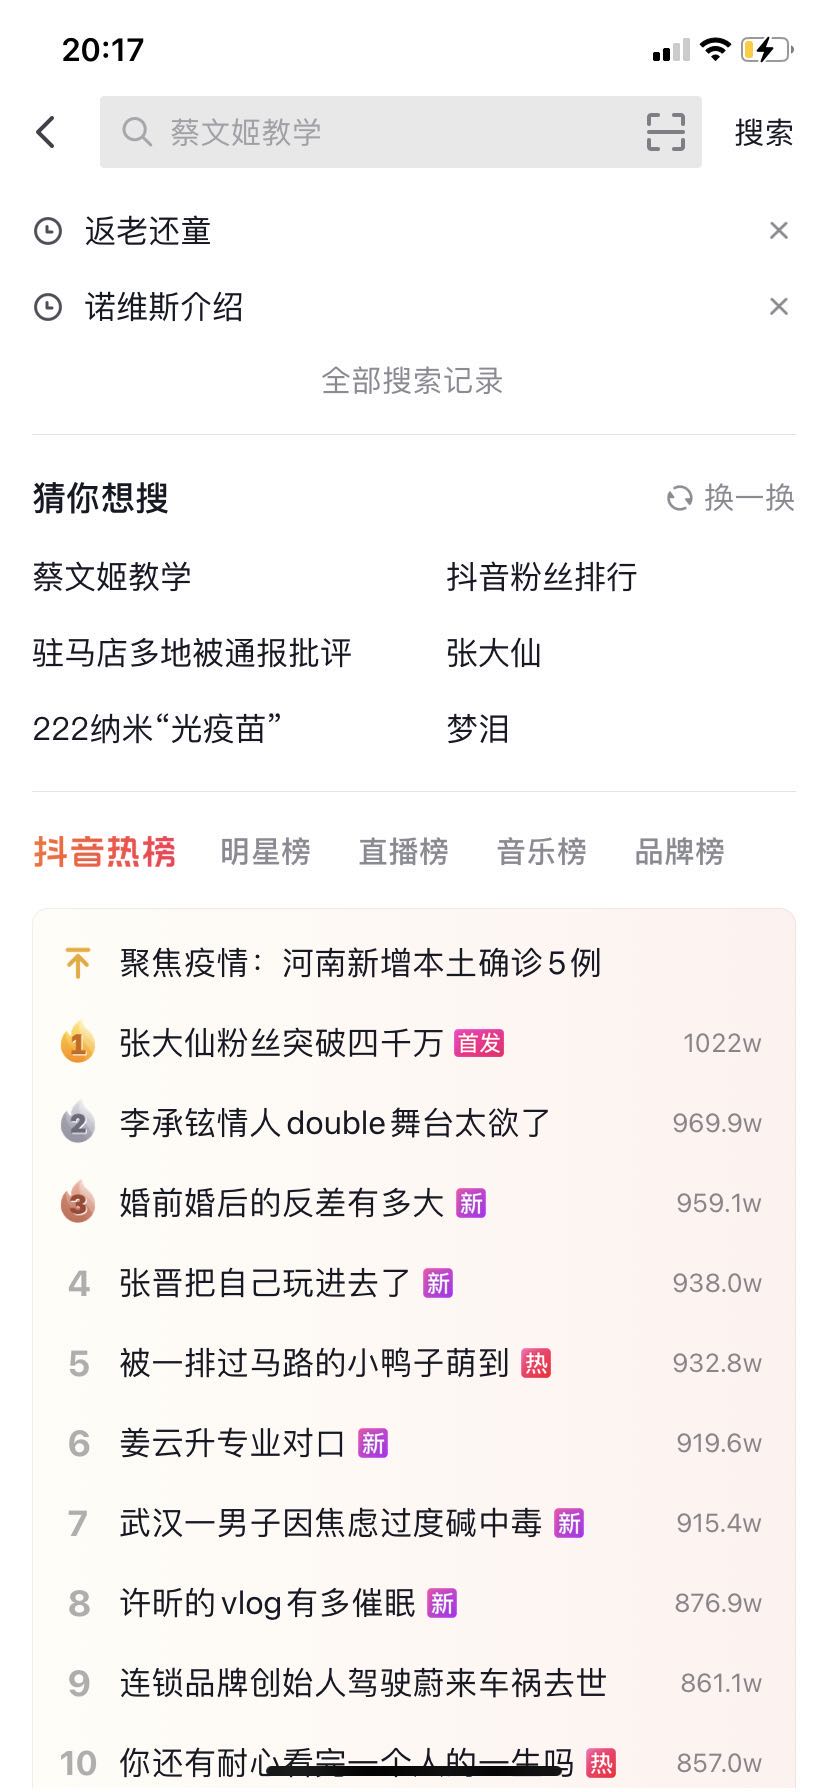 20:17
蔡文姬教学 搜索
返老还童
诺维斯介绍
全部搜索记录
猜你想搜 换一换
蔡文姬教学 抖音粉丝排行
驻马店多地被通报批评 张大仙
222纳米“光疫苗” 梦泪
抖音热榜 明星榜 直播榜 音乐榜 品牌榜
聚焦疫情：河南新增本土确诊5例
1 张大仙粉丝突破四千万 首发 1022w
2 李承铉情人double舞台太欲了 969.9w
3 婚前婚后的反差有多大 新 959.1w
4 张晋把自己玩进去了 新 938.0w
5 被一排过马路的小鸭子萌到 热 932.8w
6 姜云升专业对口 新 919.6w
7 武汉一男子因焦虑过度碱中毒 新 915.4w
8 许昕的vlog有多催眠 新 876.9w
9 连锁品牌创始人驾驶蔚来车祸去世 861.1w
10 你还有耐心看完一个人的一生吗 热 857.0w